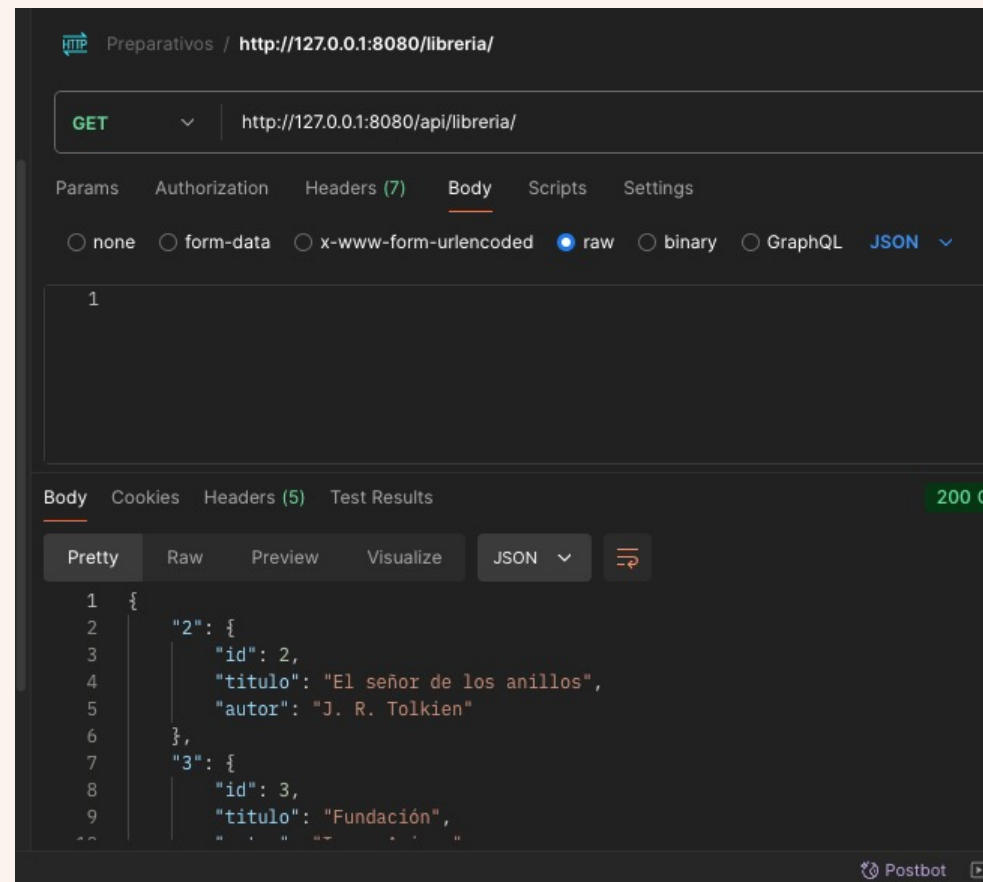 HTTP Preparativos / http://127.0.0.1:8080/libreria/
GET http://127.0.0.1:8080/api/libreria/
Params Authorization Headers (7) Body Scripts Settings
none form-data x-www-form-urlencoded raw binary GraphQL JSON
1
Body Cookies Headers (5) Test Results 200
Pretty Raw Preview Visualize JSON
1 {
2 "2": {
3 "id": 2,
4 "titulo": "El señor de los anillos",
5 "autor": "J. R. Tolkien"
6 },
7 "3": {
8 "id": 3,
9 "titulo": "Fundación",
Postbot